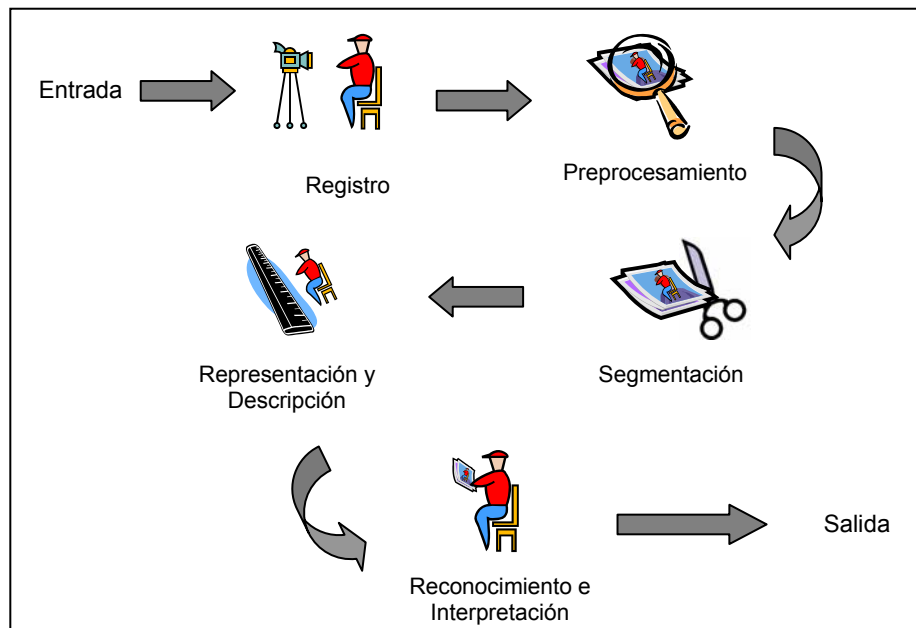 Entrada
Registro
Preprocesamiento
Segmentación
Representación y
Descripción
Reconocimiento e
Interpretación
Salida